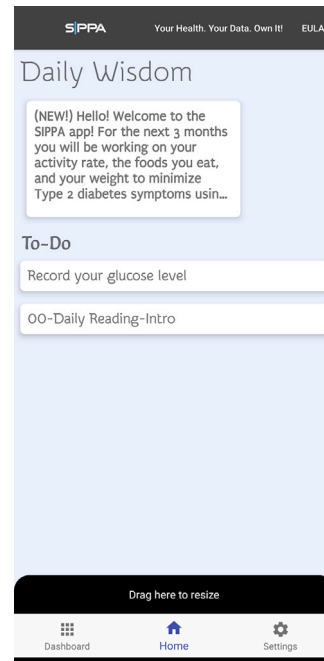 SIPPA Your Health. Your Data. Own It! EULA
Daily Wisdom
(NEW!) Hello! Welcome to the
SIPPA app! For the next 3 months
you will be working on your
activity rate, the foods you eat,
and your weight to minimize
Type 2 diabetes symptoms usin...
To-Do
Record your glucose level
00-Daily Reading-Intro
Drag here to resize
Dashboard Home Settings